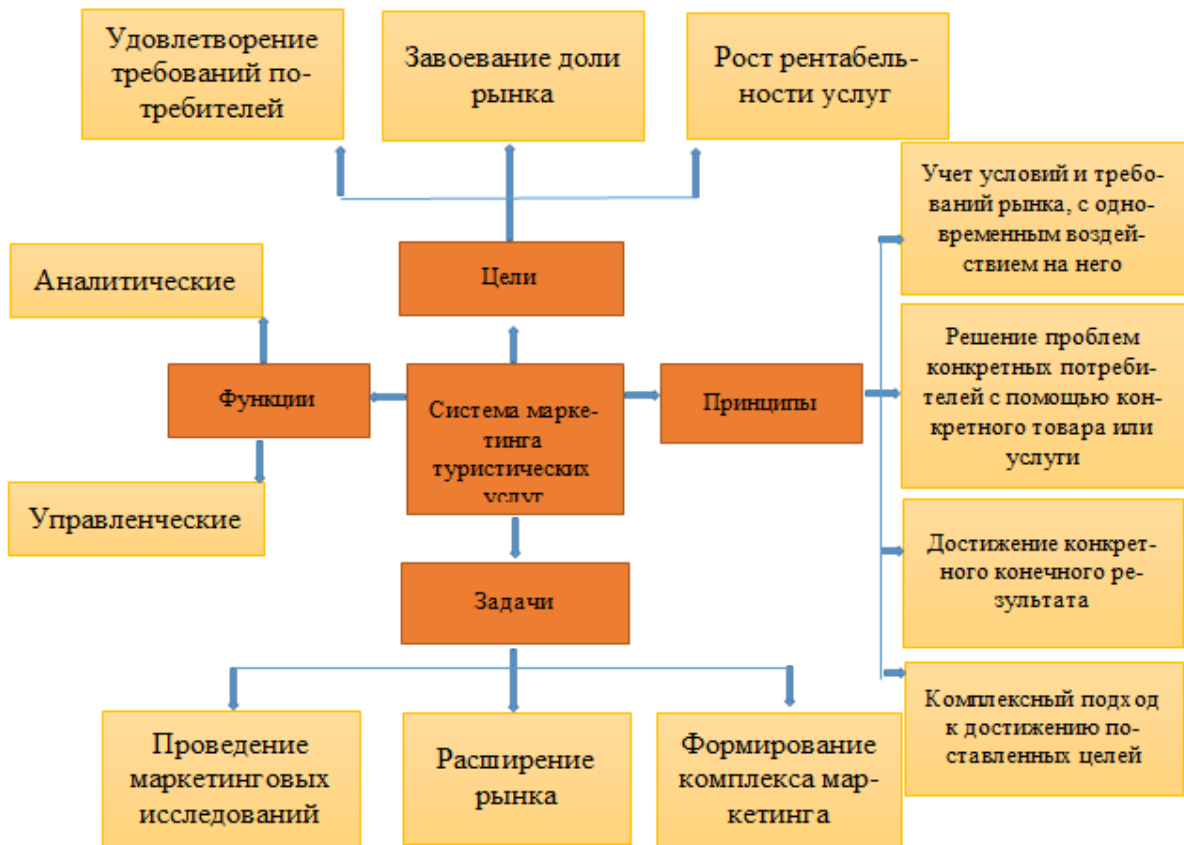 Удовлетворение
требований по-
требителей
Завоевание доли
рынка
Рост рентабель-
ности услуг
Учет условий и требо-
ваний рынка, с одно-
временным воздей-
ствием на него
Аналитические
Цели
Решение проблем
конкретных потреби-
телей с помощью кон-
кретного товара или
услуги
Функции
Система марке-
тинга
туристических
услуг
Принципы
Управленческие
Достижение конкрет-
ного конечного ре-
зультата
Задачи
Комплексный подход
к достижению по-
ставленных целей
Проведение
маркетинговых
исследований
Расширение
рынка
Формирование
комплекса мар-
кетинга